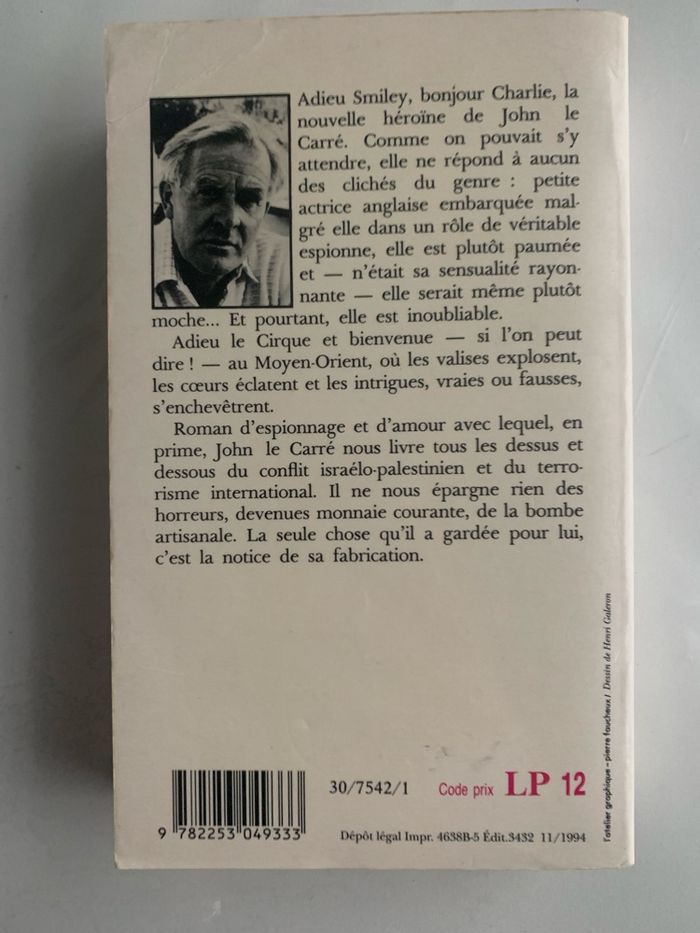 Adieu Smiley, bonjour Charlie, la
nouvelle héroïne de John le
Carré. Comme on pouvait s'y
attendre, elle ne répond à aucun
des clichés du genre : petite
actrice anglaise embarquée mal-
gré elle dans un rôle de véritable
espionne, elle est plutôt paumée
et — n'était sa sensualité rayon-
nante — elle serait même plutôt
moche... Et pourtant, elle est inoubliable.
Adieu le Cirque et bienvenue — si l'on peut
dire ! — au Moyen-Orient, où les valises explosent,
les cœurs éclatent et les intrigues, vraies ou fausses,
s'enchevêtrent.
Roman d'espionnage et d'amour avec lequel, en
prime, John le Carré nous livre tous les dessus et
dessous du conflit israélo-palestinien et du terro-
risme international. Il ne nous épargne rien des
horreurs, devenues monnaie courante, de la bombe
artisanale. La seule chose qu'il a gardée pour lui,
c'est la notice de sa fabrication.
l'atelier graphique - pierre faucheux / Dessin de Henri Galeron
30/7542/1 Code prix LP 12
9 782253 049333
Dépôt légal Impr. 4638B-5 Édit.3432 11/1994